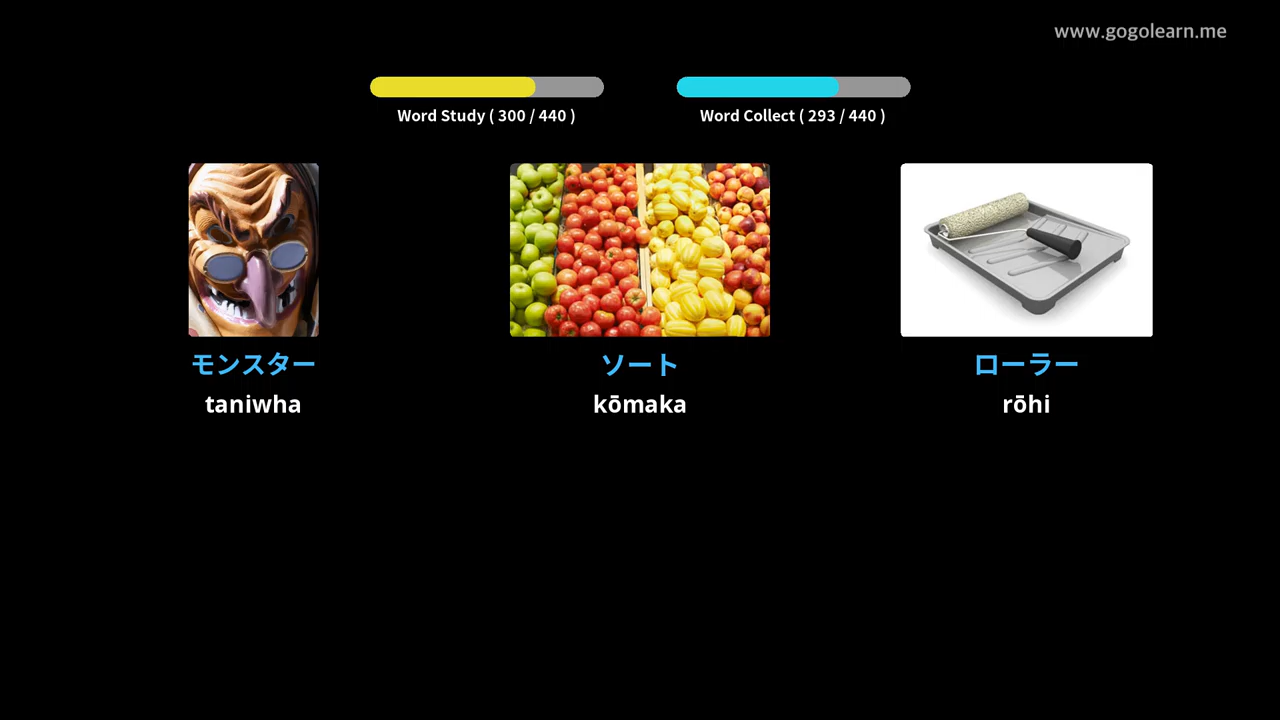 www.gogolearn.me
Word Study ( 300 / 440 )
Word Collect ( 293 / 440 )
モンスター
taniwha
ソート
kōmaka
ローラー
rōhi